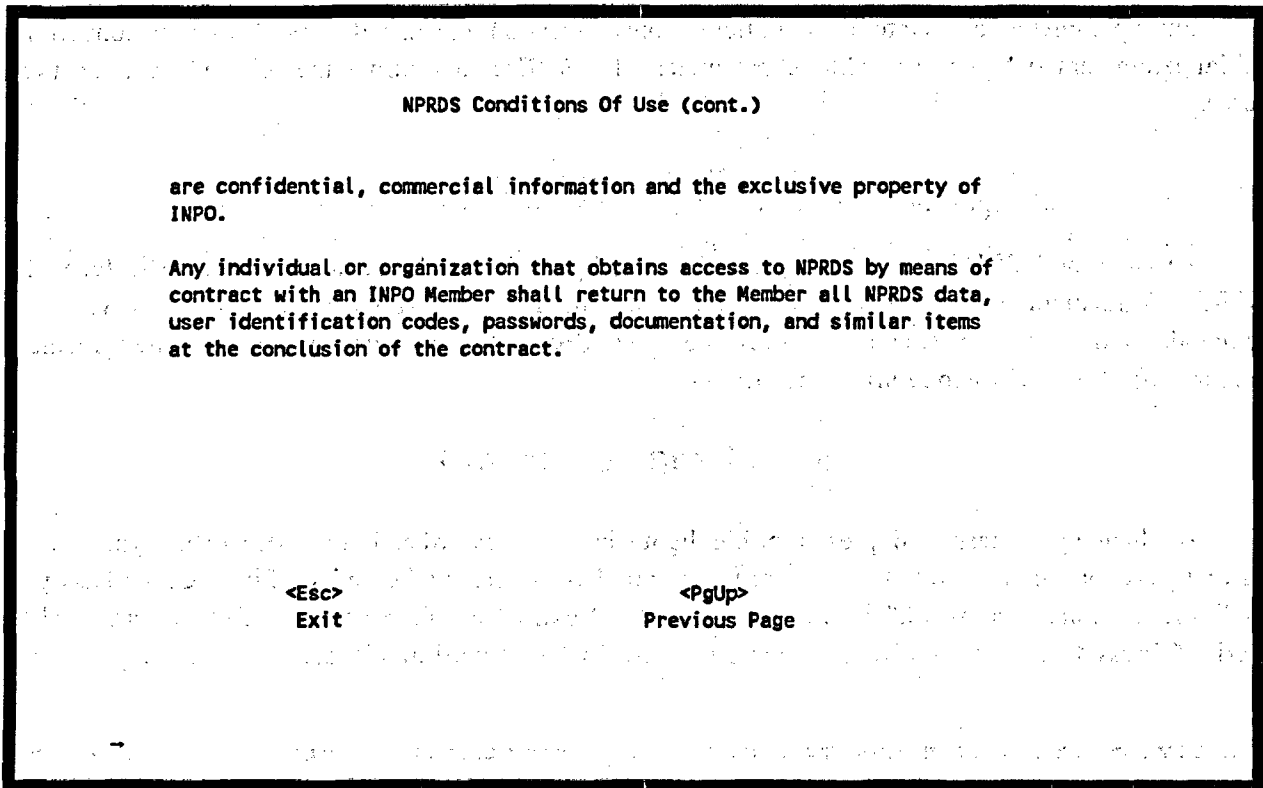 NPRDS Conditions Of Use (cont.)
are confidential, commercial information and the exclusive property of
INPO.
Any individual or organization that obtains access to NPRDS by means of
contract with an INPO Member shall return to the Member all NPRDS data,
user identification codes, passwords, documentation, and similar items
at the conclusion of the contract.
<Esc> <PgUp>
Exit Previous Page
→